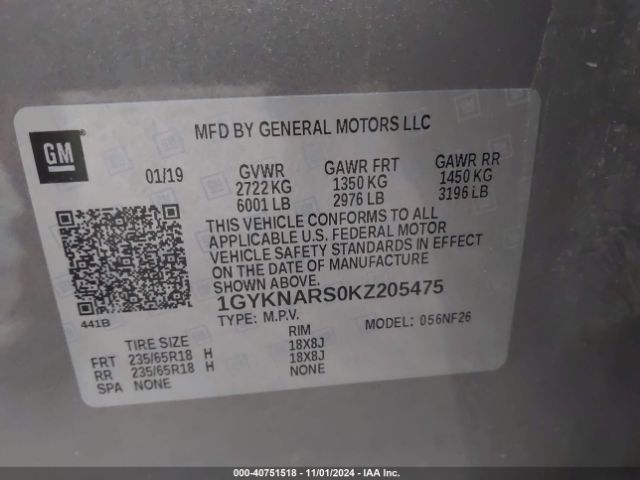 GM
MFD BY GENERAL MOTORS LLC
01/19 GVWR GAWR FRT GAWR RR
2722 KG 1350 KG 1450 KG
6001 LB 2976 LB 3196 LB
THIS VEHICLE CONFORMS TO ALL
APPLICABLE U.S. FEDERAL MOTOR
VEHICLE SAFETY STANDARDS IN EFFECT
ON THE DATE OF MANUFACTURE
SHOWN ABOVE.
1GYKNARS0KZ205475
441B TYPE: M.P.V. MODEL: 056NF26
TIRE SIZE RIM
FRT 235/65R18 H 18X8J
RR 235/65R18 H 18X8J
SPA NONE NONE
000-40751518 - 11/01/2024 - IAA Inc.